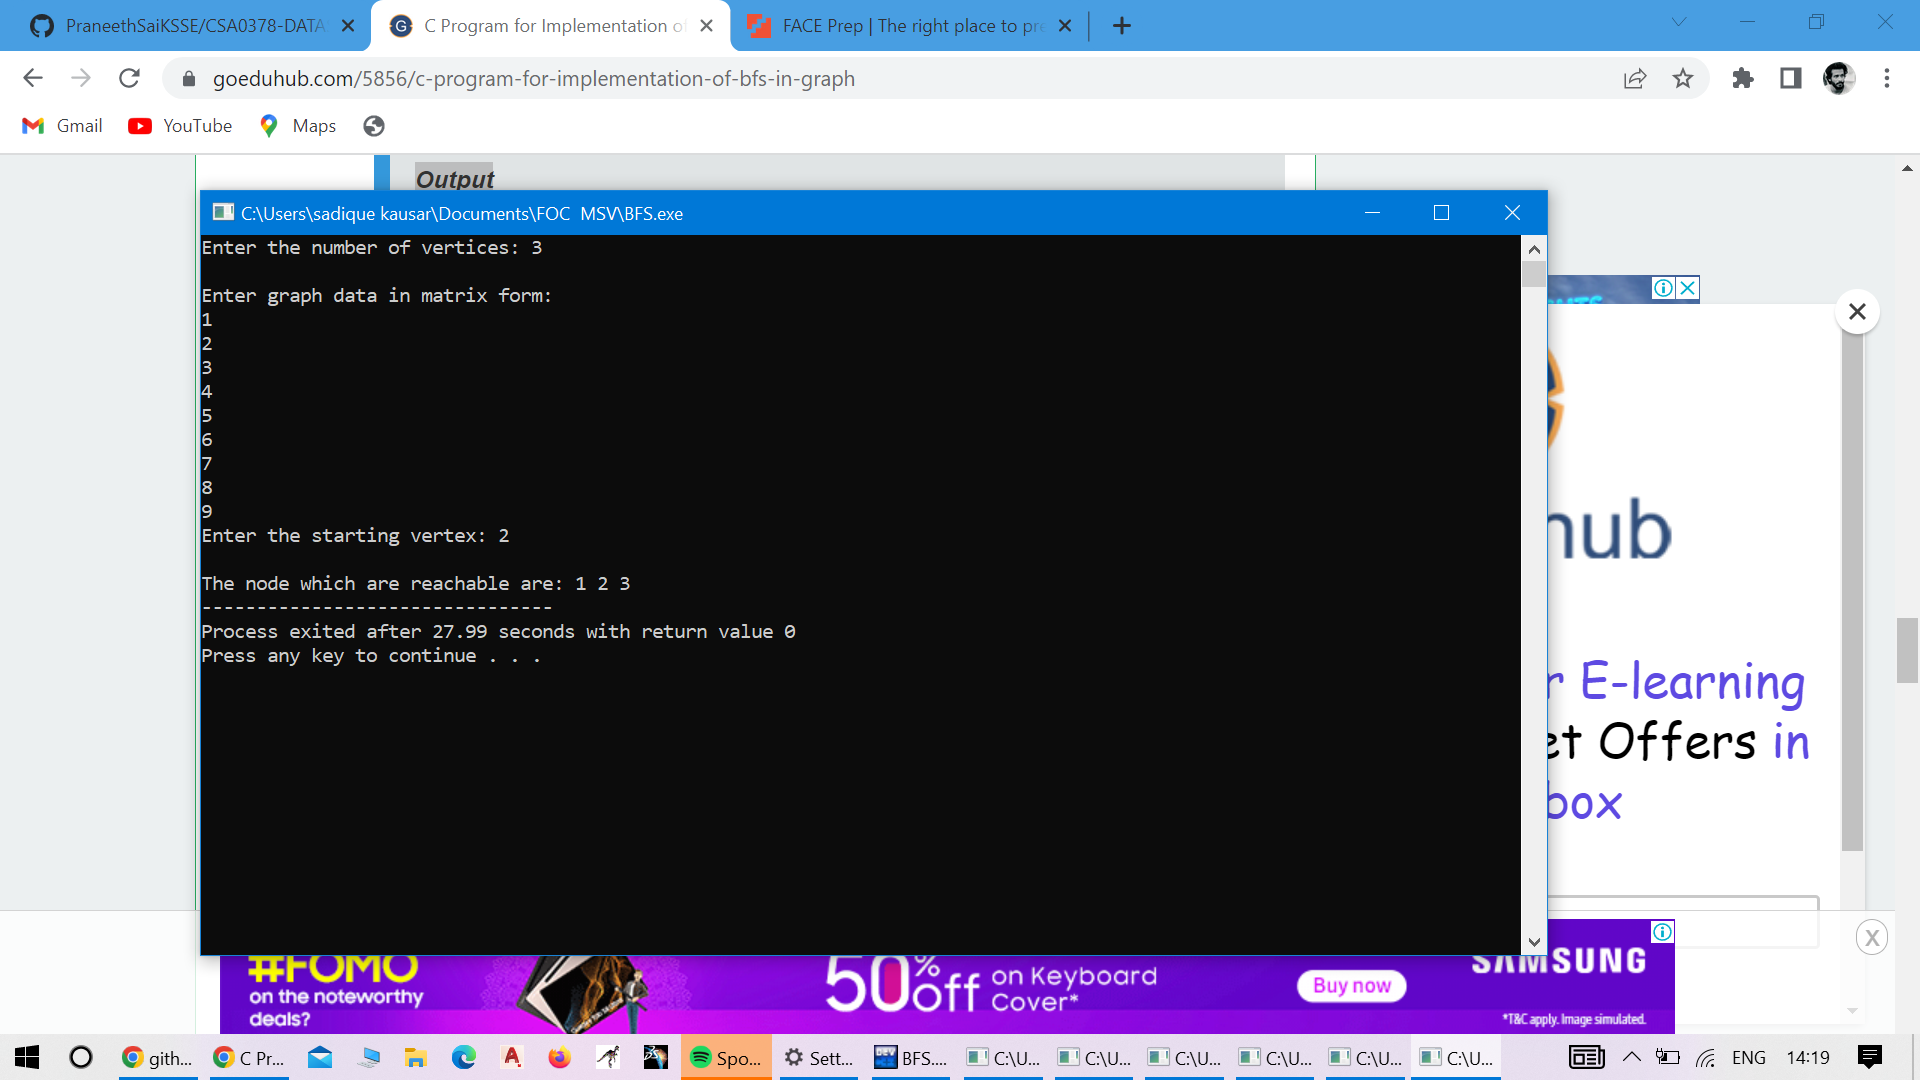 PraneethSaiKSSE/CSA0378-DATA
C Program for Implementation of
FACE Prep | The right place to pre
goeduhub.com/5856/c-program-for-implementation-of-bfs-in-graph
Gmail
YouTube
Maps
Output
C:\Users\sadique kausar\Documents\FOC MSV\BFS.exe
Enter the number of vertices: 3
Enter graph data in matrix form:
1
2
3
4
5
6
7
8
9
Enter the starting vertex: 2
The node which are reachable are: 1 2 3
--------------------------------
Process exited after 27.99 seconds with return value 0
Press any key to continue . . .
hub
r E-learning
et Offers in
box
X
#FOMO
on the noteworthy
deals?
50% off on Keyboard
Cover*
Buy now
SAMSUNG
*T&C apply. Image simulated.
gith...
C Pr...
Spo...
Sett...
DEV
BFS....
C:\U...
C:\U...
C:\U...
C:\U...
C:\U...
C:\U...
ENG
14:19